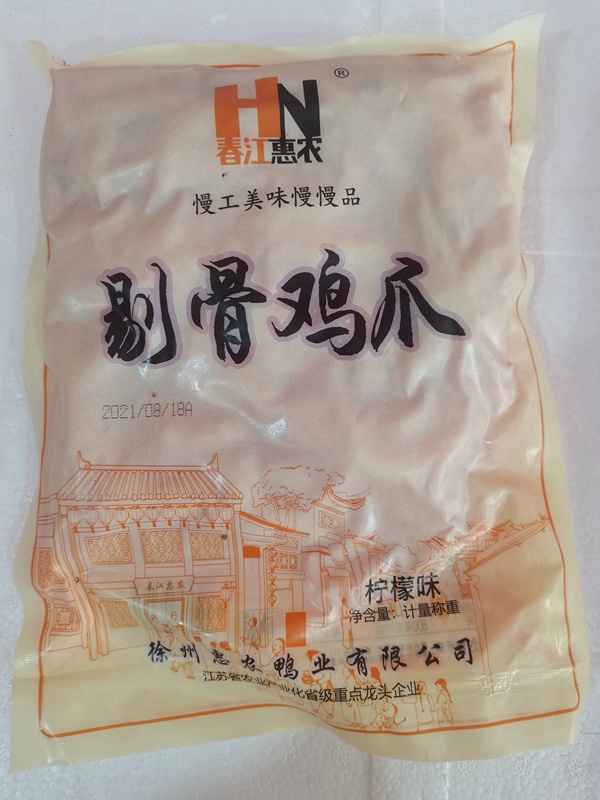 HN®
春江惠农
慢工美味慢慢品
剔骨鸡爪
2021/08/18A
春江惠农
柠檬味
净含量：计量称重
徐州惠农鸭业有限公司
江苏省农业产业化省级重点龙头企业